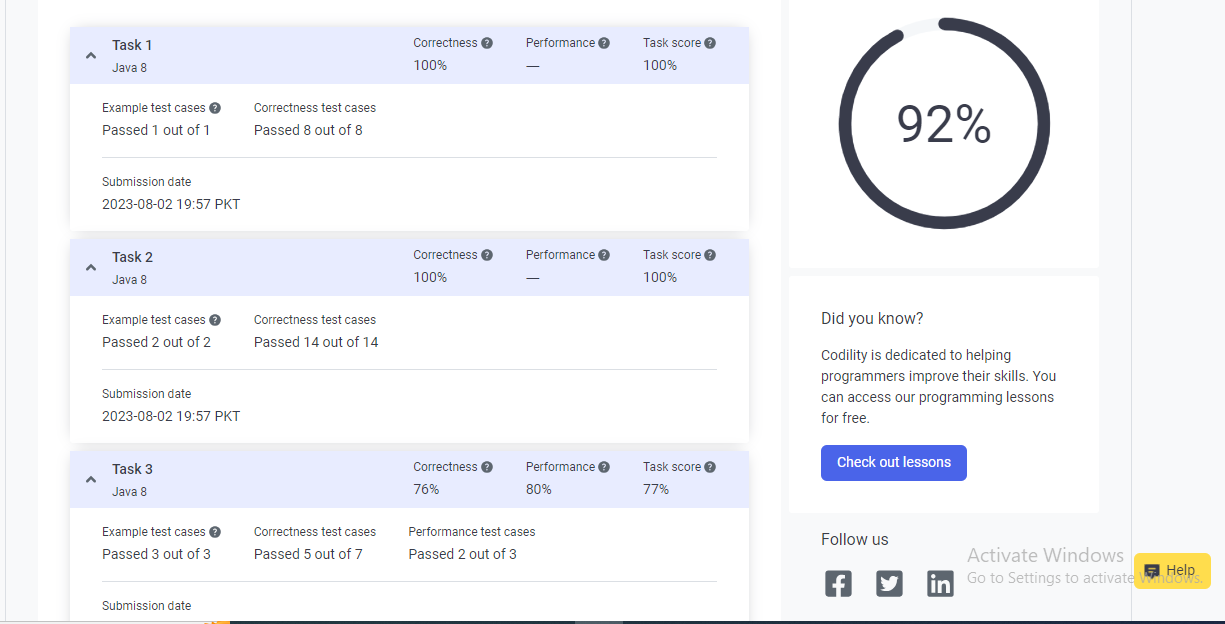 Task 1
Java 8
Correctness ?
100%
Performance ?
—
Task score ?
100%
Example test cases ?
Passed 1 out of 1
Correctness test cases
Passed 8 out of 8
Submission date
2023-08-02 19:57 PKT
Task 2
Java 8
Correctness ?
100%
Performance ?
—
Task score ?
100%
Example test cases ?
Passed 2 out of 2
Correctness test cases
Passed 14 out of 14
Submission date
2023-08-02 19:57 PKT
Task 3
Java 8
Correctness ?
76%
Performance ?
80%
Task score ?
77%
Example test cases ?
Passed 3 out of 3
Correctness test cases
Passed 5 out of 7
Performance test cases
Passed 2 out of 3
Submission date
92%
Did you know?
Codility is dedicated to helping
programmers improve their skills. You
can access our programming lessons
for free.
Check out lessons
Follow us
Activate Windows
Go to Settings to activate Windows.
Help